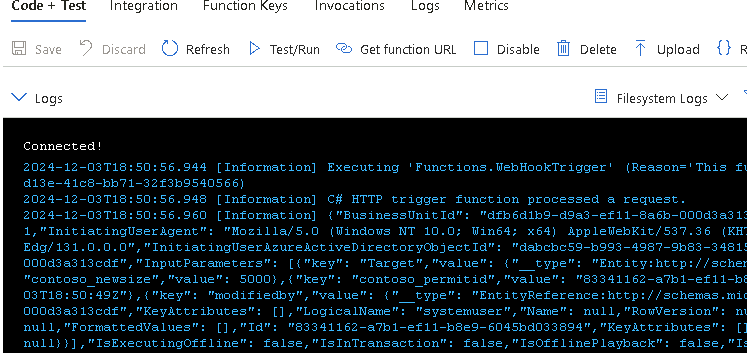 Code + Test Integration Function Keys Invocations Logs Metrics
Save Discard Refresh Test/Run Get function URL Disable Delete Upload {} R
Logs Filesystem Logs
Connected!
2024-12-03T18:50:56.944 [Information] Executing 'Functions.WebHookTrigger' (Reason='This fu
d13e-41c8-bb71-32f3b9540566)
2024-12-03T18:50:56.948 [Information] C# HTTP trigger function processed a request.
2024-12-03T18:50:56.960 [Information] {"BusinessUnitId": "dfb6d1b9-d9a3-ef11-8a6b-000d3a313
1,"InitiatingUserAgent": "Mozilla/5.0 (Windows NT 10.0; Win64; x64) AppleWebKit/537.36 (KHT
Edg/131.0.0.0","InitiatingUserAzureActiveDirectoryObjectId": "dabcbc59-b993-4987-9b83-34815
000d3a313cdf","InputParameters": [{"key": "Target","value": {"__type": "Entity:http://schem
"contoso_newsize","value": 5000},{"key": "contoso_permitid","value": "83341162-a7b1-ef11-b8
03T18:50:49Z"},{"key": "modifiedby","value": {"__type": "EntityReference:http://schemas.mic
000d3a313cdf","KeyAttributes": [],"LogicalName": "systemuser","Name": null,"RowVersion": nu
null,"FormattedValues": [],"Id": "83341162-a7b1-ef11-b8e9-6045bd033894","KeyAttributes": []
null}}],"IsExecutingOffline": false,"IsInTransaction": false,"IsOfflinePlayback": false,"Is